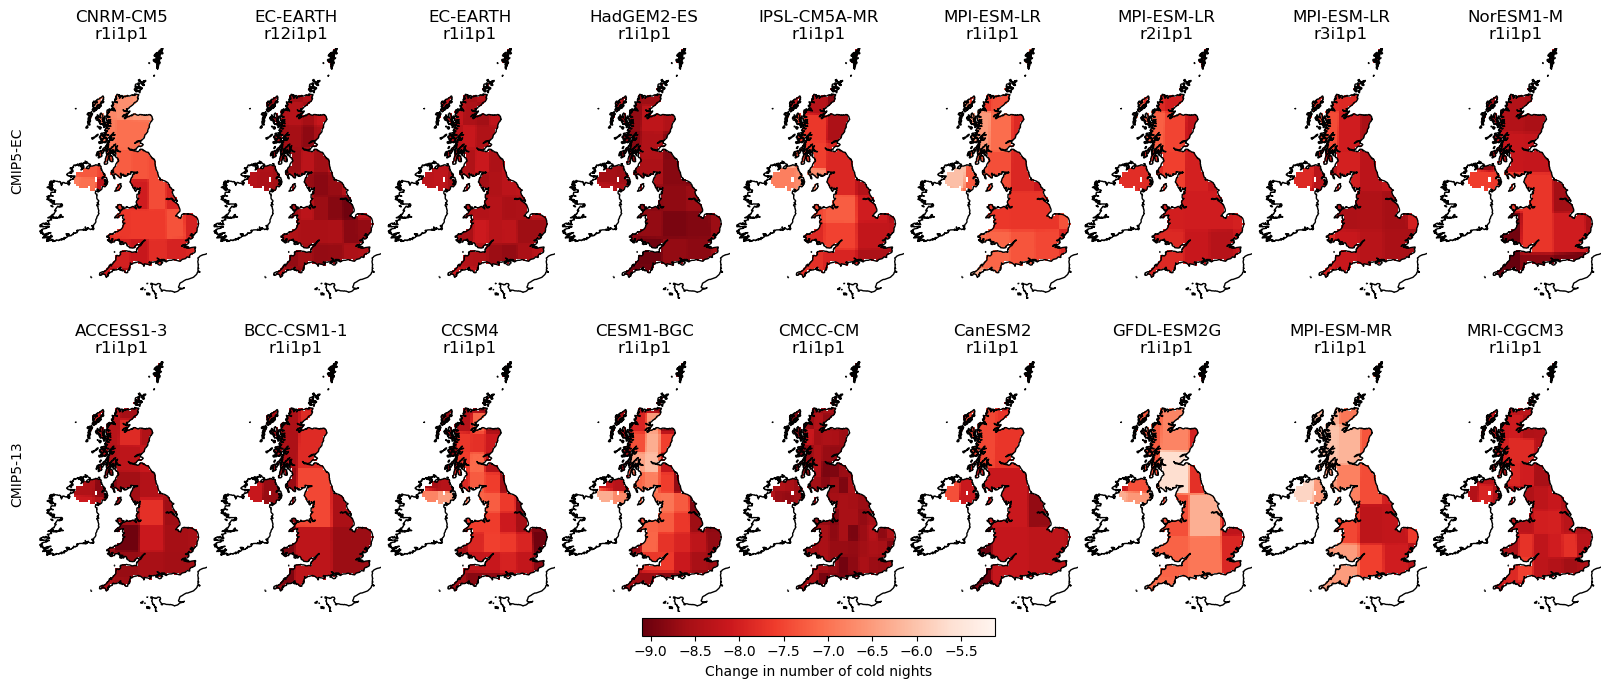 CNRM-CM5
r1i1p1
EC-EARTH
r12i1p1
EC-EARTH
r1i1p1
HadGEM2-ES
r1i1p1
IPSL-CM5A-MR
r1i1p1
MPI-ESM-LR
r1i1p1
MPI-ESM-LR
r2i1p1
MPI-ESM-LR
r3i1p1
NorESM1-M
r1i1p1
CMIP5-EC
ACCESS1-3
r1i1p1
BCC-CSM1-1
r1i1p1
CCSM4
r1i1p1
CESM1-BGC
r1i1p1
CMCC-CM
r1i1p1
CanESM2
r1i1p1
GFDL-ESM2G
r1i1p1
MPI-ESM-MR
r1i1p1
MRI-CGCM3
r1i1p1
CMIP5-13
−9.0 −8.5 −8.0 −7.5 −7.0 −6.5 −6.0 −5.5
Change in number of cold nights